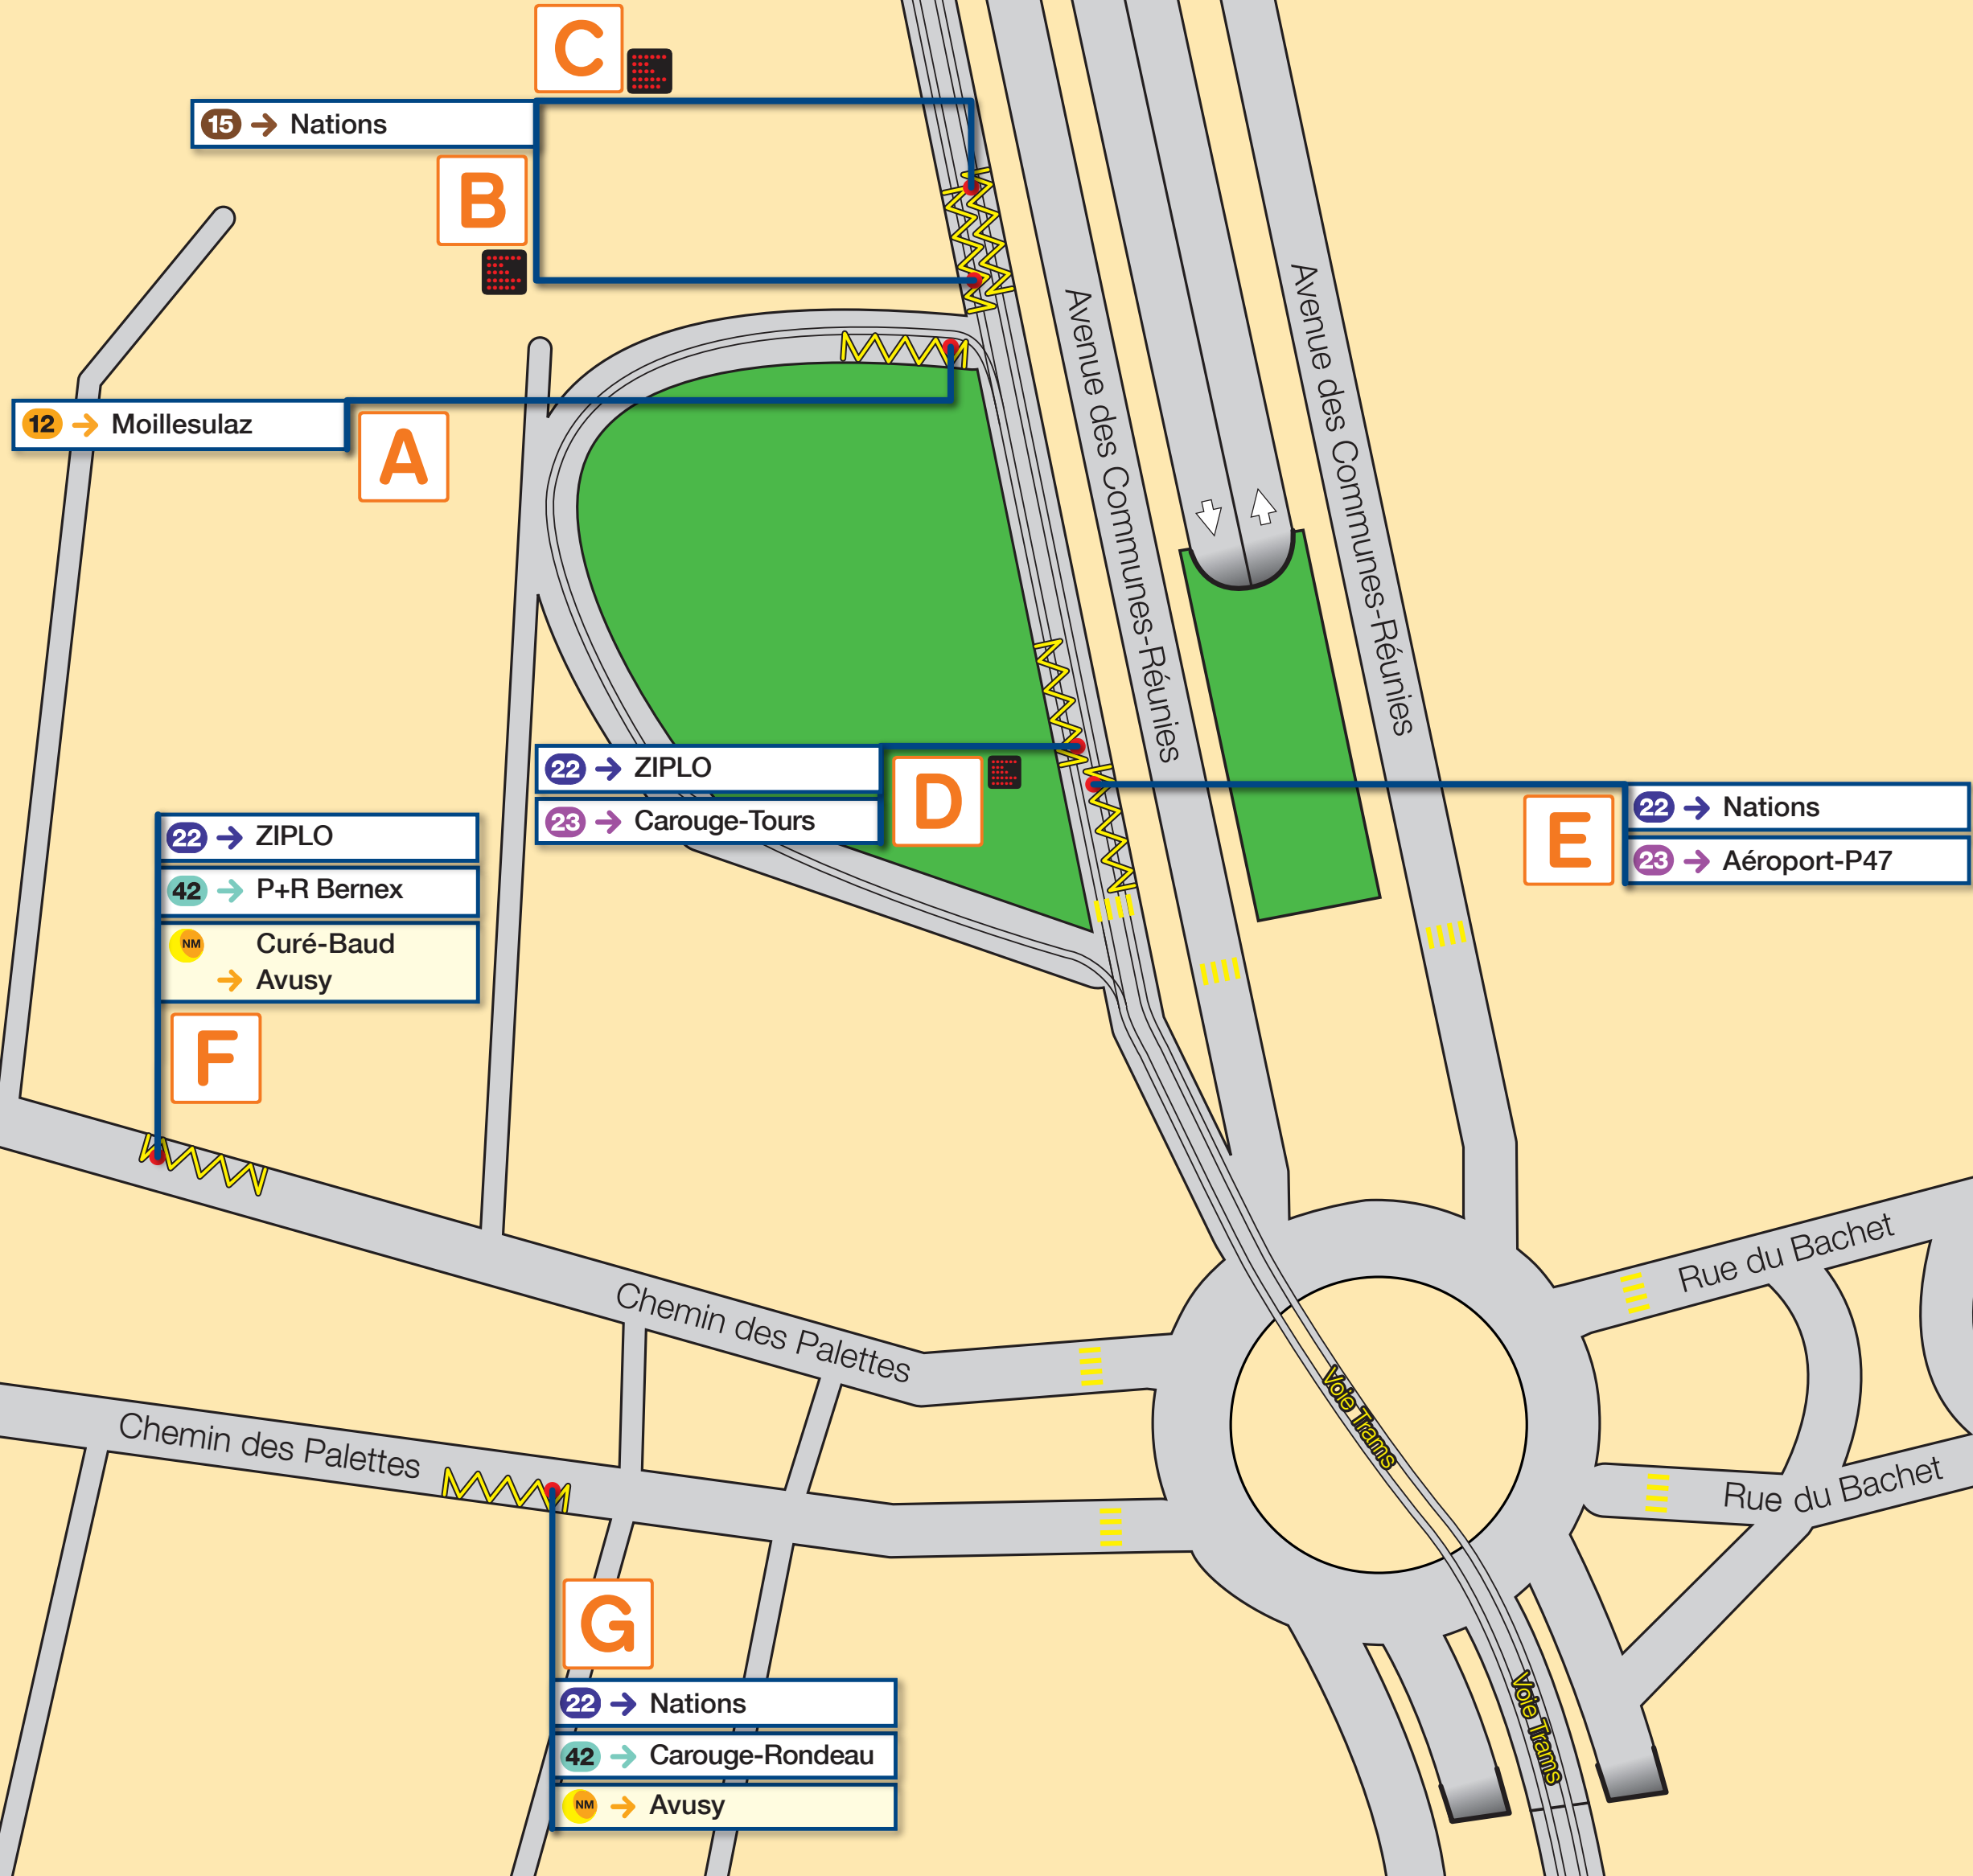 C
15 → Nations
B
12 → Moillesulaz
A
Avenue des Communes-Réunies
Avenue des Communes-Réunies
22 → ZIPLO
23 → Carouge-Tours
D
E
22 → Nations
23 → Aéroport-P47
22 → ZIPLO
42 → P+R Bernex
NM Curé-Baud
→ Avusy
F
Chemin des Palettes
Chemin des Palettes
Rue du Bachet
Rue du Bachet
Voie Trams
Voie Trams
G
22 → Nations
42 → Carouge-Rondeau
NM → Avusy